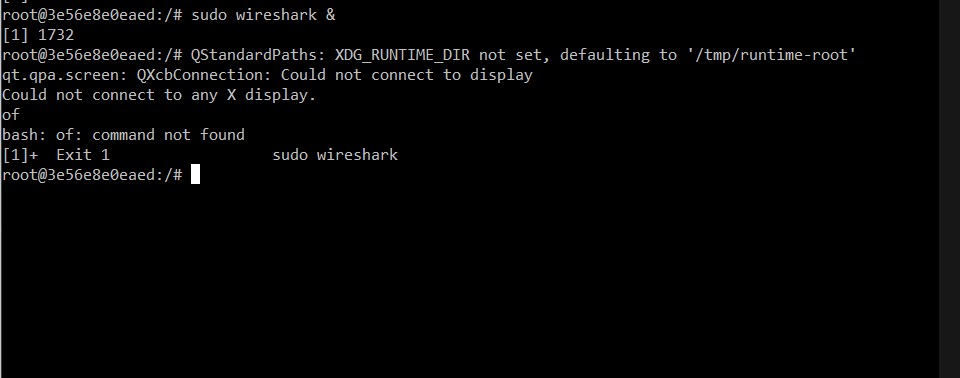 root@3e56e8e0eaed:/# sudo wireshark &
[1] 1732
root@3e56e8e0eaed:/# QStandardPaths: XDG_RUNTIME_DIR not set, defaulting to '/tmp/runtime-root'
qt.qpa.screen: QXcbConnection: Could not connect to display
Could not connect to any X display.
of
bash: of: command not found
[1]+  Exit 1                  sudo wireshark
root@3e56e8e0eaed:/#